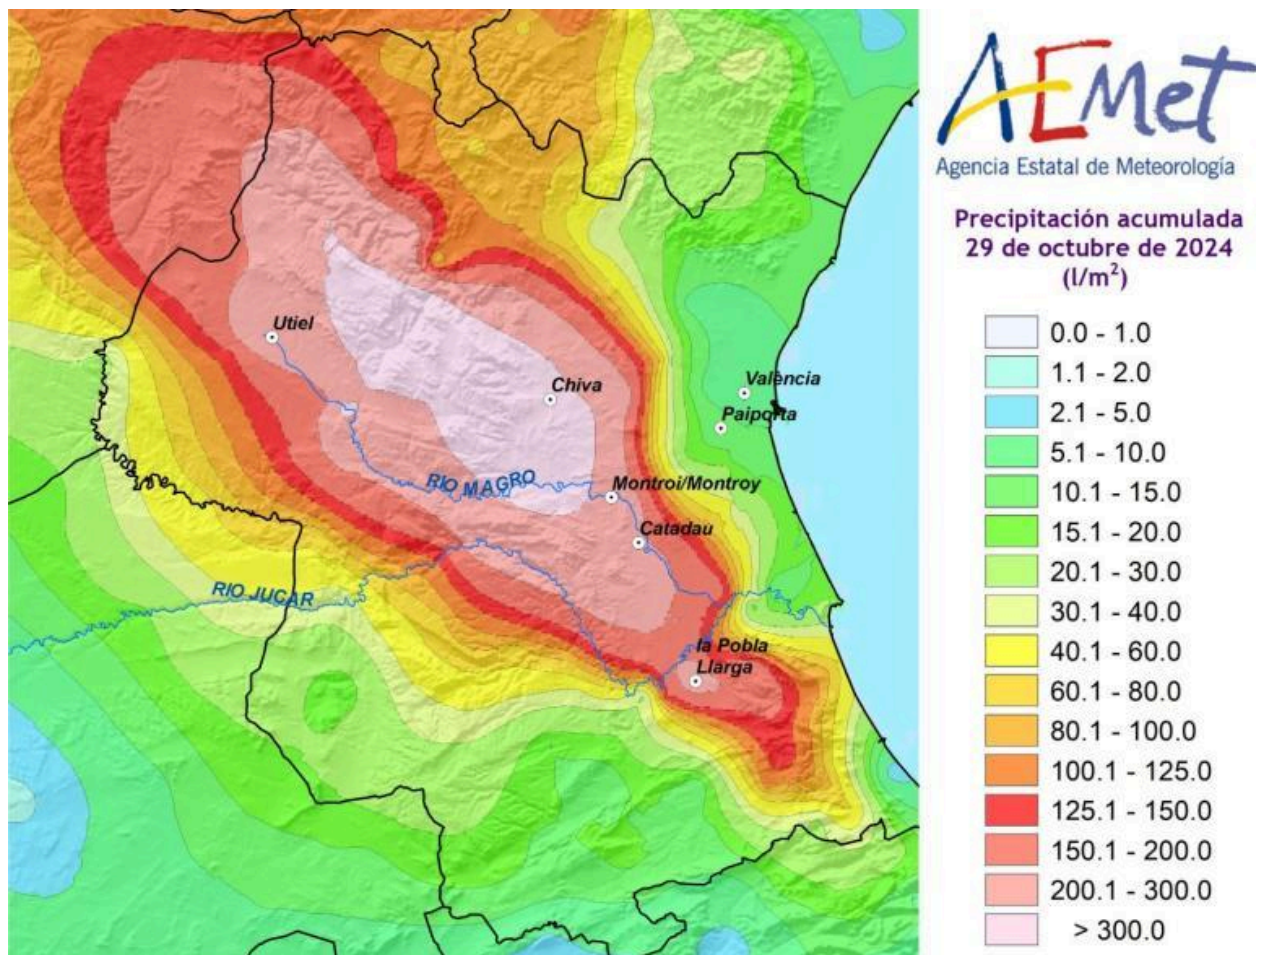 AEMet
Agencia Estatal de Meteorología
Precipitación acumulada
29 de octubre de 2024
(l/m²)
0.0 - 1.0
1.1 - 2.0
2.1 - 5.0
5.1 - 10.0
10.1 - 15.0
15.1 - 20.0
20.1 - 30.0
30.1 - 40.0
40.1 - 60.0
60.1 - 80.0
80.1 - 100.0
100.1 - 125.0
125.1 - 150.0
150.1 - 200.0
200.1 - 300.0
> 300.0
Utiel
Chiva
València
Paiporta
RIO MAGRO
Montroi/Montroy
Catadau
RIO JUCAR
la Pobla
Llarga